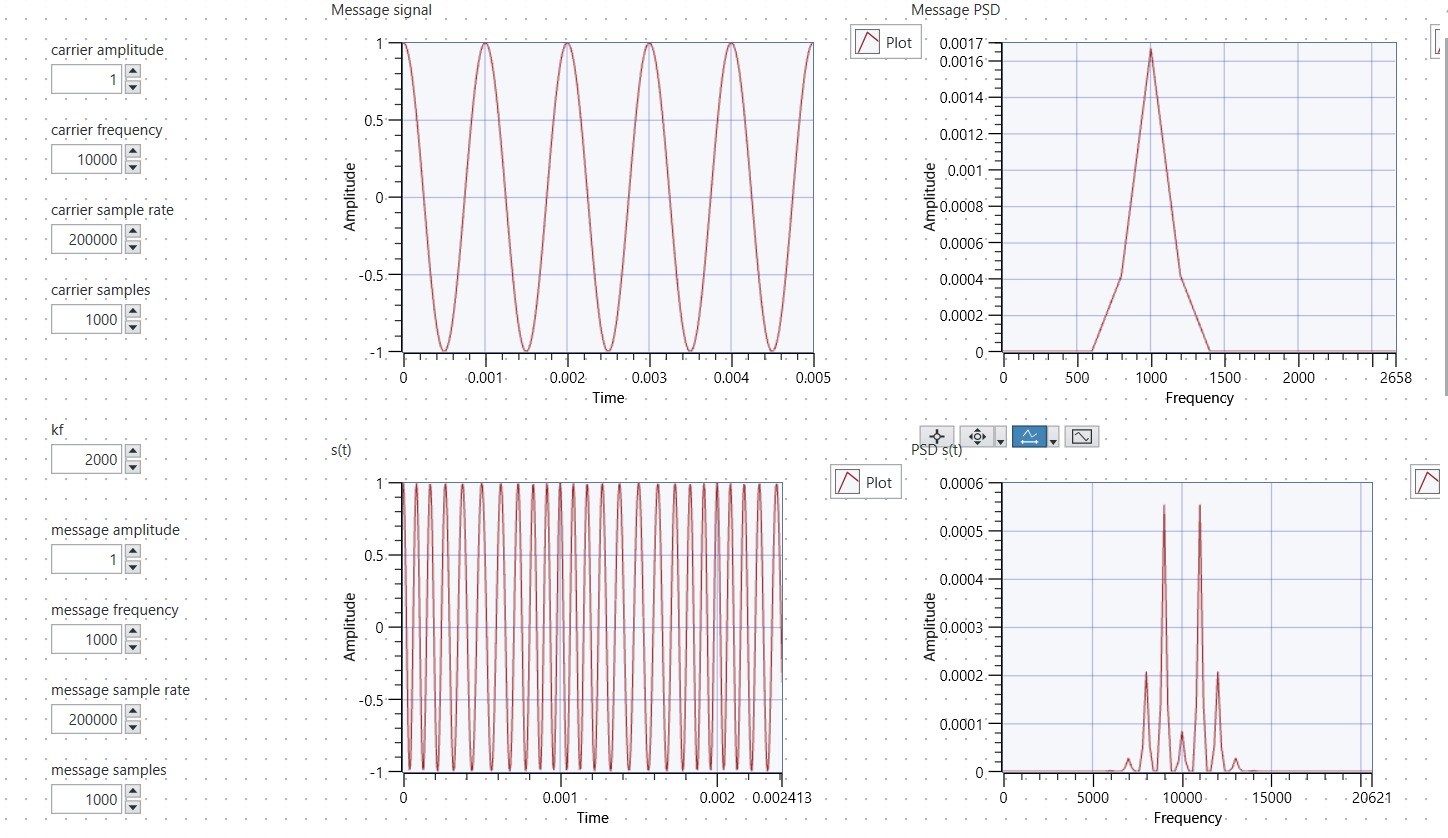 carrier amplitude
1
carrier frequency
10000
carrier sample rate
200000
carrier samples
1000
Message signal
Plot
Amplitude
1
0.5
0
-0.5
-1
0 0.001 0.002 0.003 0.004 0.005
Time
Message PSD
Amplitude
0.0017
0.0016
0.0014
0.0012
0.001
0.0008
0.0006
0.0004
0.0002
0
0 500 1000 1500 2000 2658
Frequency
kf
2000
message amplitude
1
message frequency
1000
message sample rate
200000
message samples
1000
s(t)
Plot
Amplitude
1
0.5
0
-0.5
-1
0 0.001 0.002 0.002413
Time
PSD s(t)
Amplitude
0.0006
0.0005
0.0004
0.0003
0.0002
0.0001
0
0 5000 10000 15000 20621
Frequency